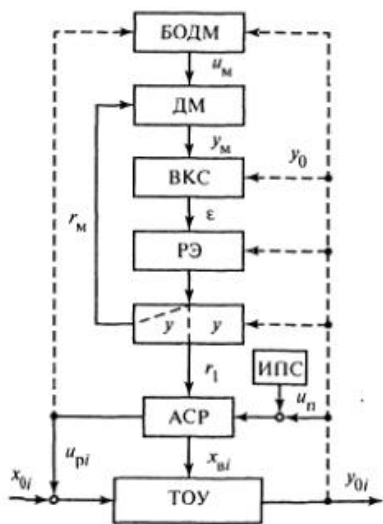 БОДМ
u_м
ДМ
y_м
ВКС
y_0
r_м
ε
РЭ
y y
r_1
ИПС
u_п
АСР
x_0i
u_рi
x_вi
y_0i
ТОУ